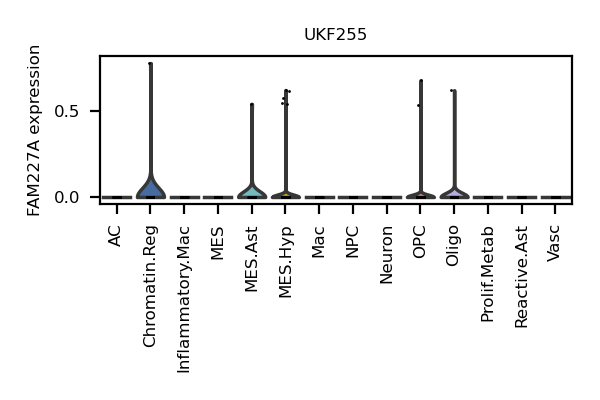 UKF255
FAM227A expression
0.5
0.0
AC
Chromatin.Reg
Inflammatory.Mac
MES
MES.Ast
MES.Hyp
Mac
NPC
Neuron
OPC
Oligo
Prolif.Metab
Reactive.Ast
Vasc